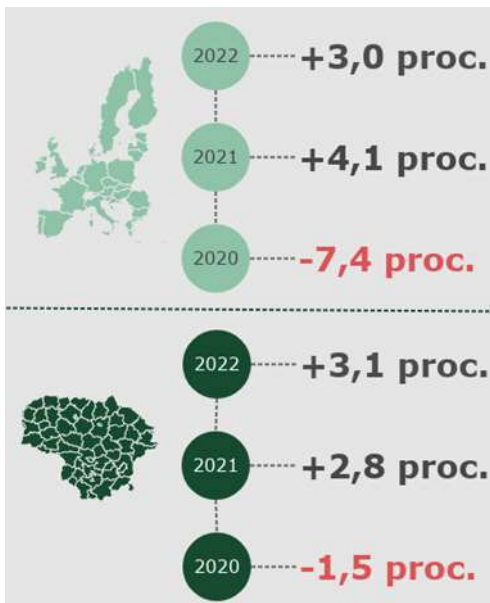 2022 +3,0 proc.
2021 +4,1 proc.
2020 -7,4 proc.
2022 +3,1 proc.
2021 +2,8 proc.
2020 -1,5 proc.